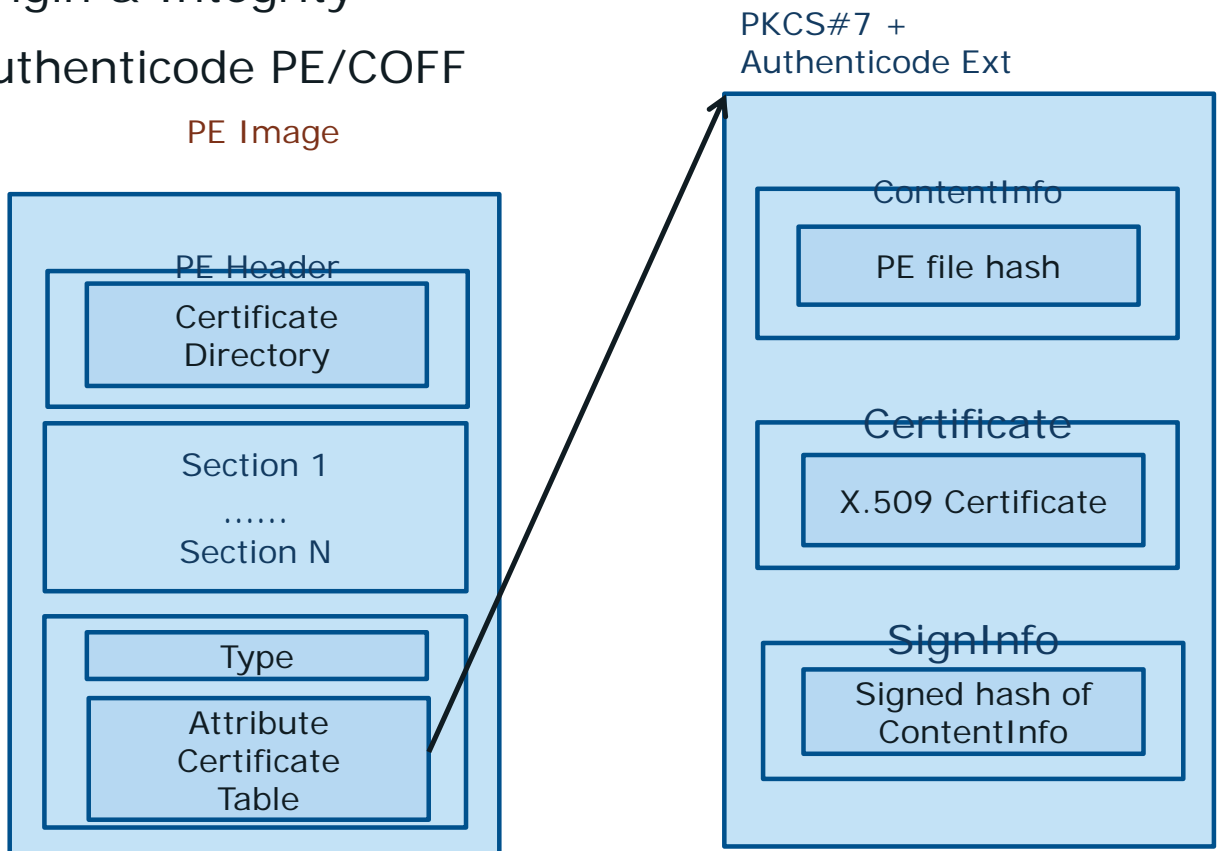 uthenticode PE/COFF
PE Image
PE Header
Certificate
Directory
Section 1
......
Section N
Type
Attribute
Certificate
Table
PKCS#7 +
Authenticode Ext
ContentInfo
PE file hash
Certificate
X.509 Certificate
SignInfo
Signed hash of
ContentInfo